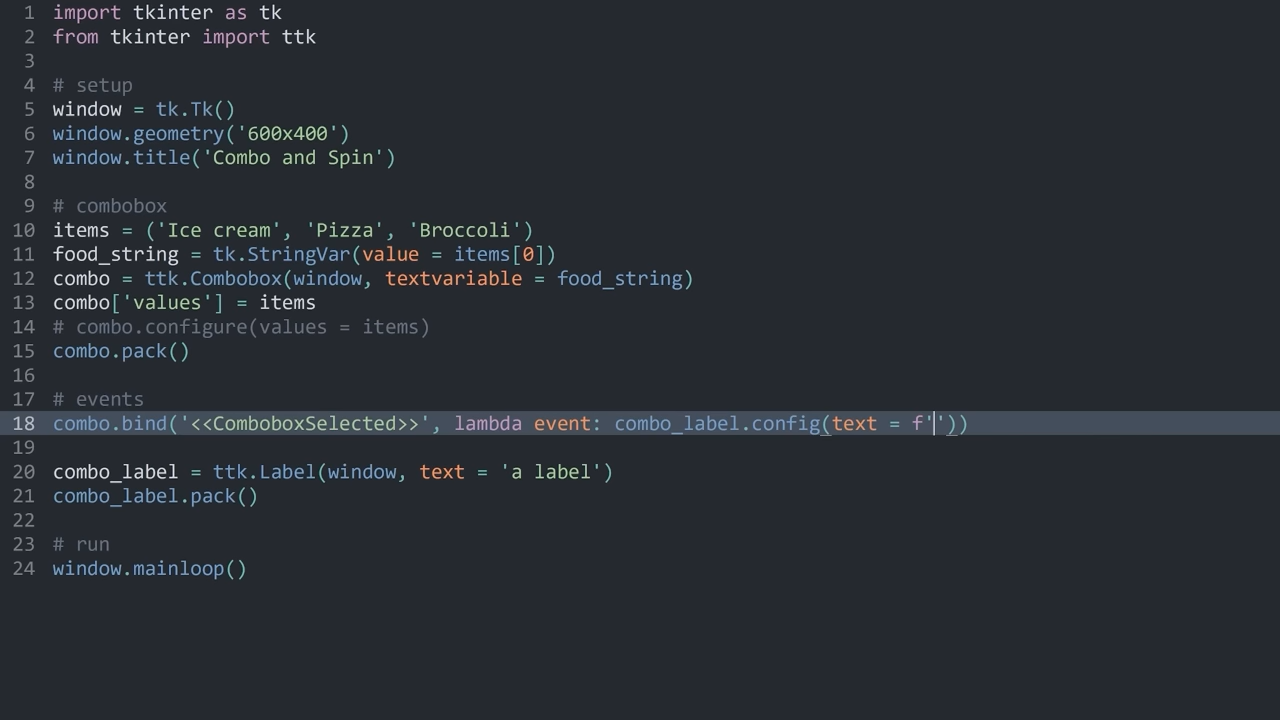 1 import tkinter as tk
2 from tkinter import ttk
3
4 # setup
5 window = tk.Tk()
6 window.geometry('600x400')
7 window.title('Combo and Spin')
8
9 # combobox
10 items = ('Ice cream', 'Pizza', 'Broccoli')
11 food_string = tk.StringVar(value = items[0])
12 combo = ttk.Combobox(window, textvariable = food_string)
13 combo['values'] = items
14 # combo.configure(values = items)
15 combo.pack()
16
17 # events
18 combo.bind('<<ComboboxSelected>>', lambda event: combo_label.config(text = f''))
19
20 combo_label = ttk.Label(window, text = 'a label')
21 combo_label.pack()
22
23 # run
24 window.mainloop()